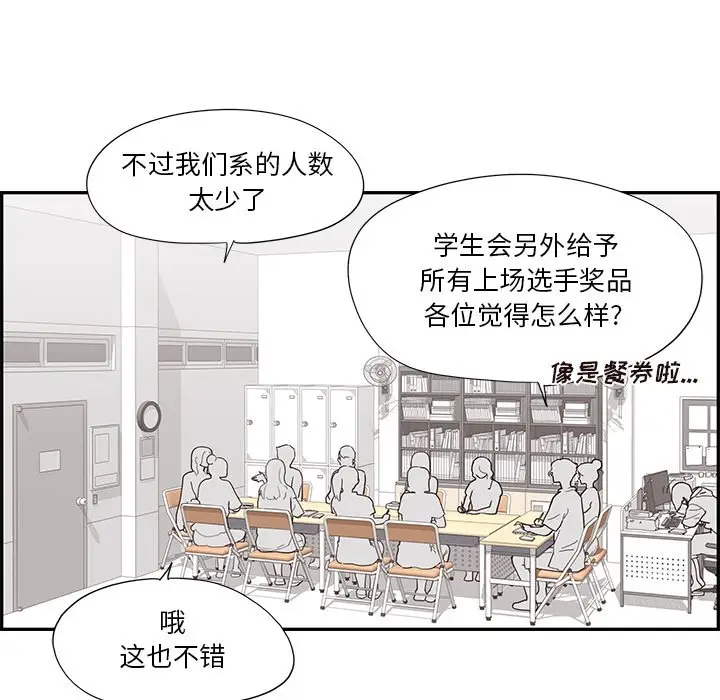 不过我们系的人数
太少了
学生会另外给予
所有上场选手奖品
各位觉得怎么样?
像是餐券啦...
哦
这也不错